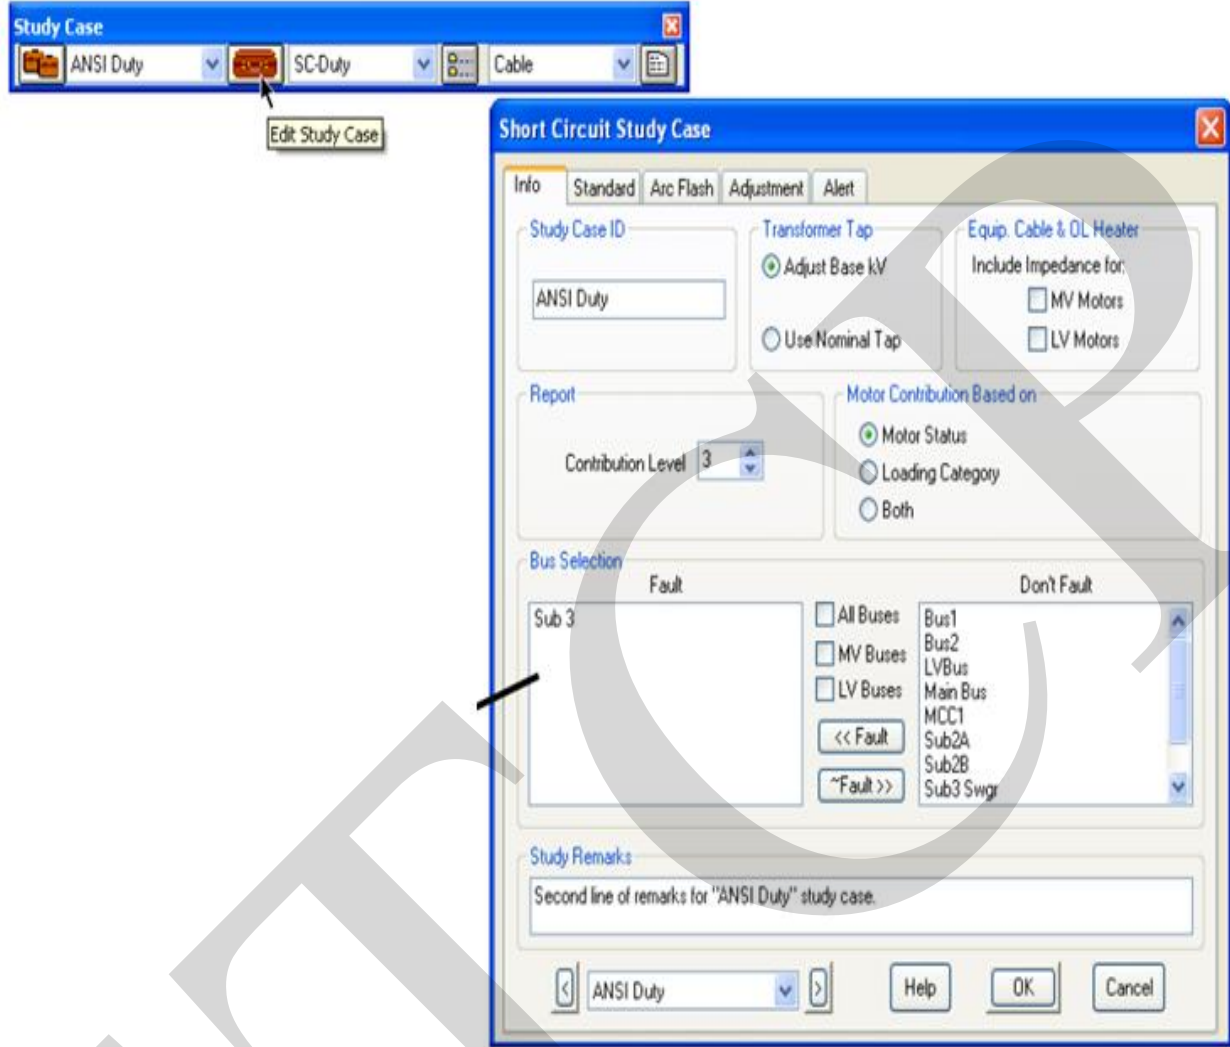 Study Case
ANSI Duty SC-Duty Cable
Edit Study Case
Short Circuit Study Case
Info Standard Arc Flash Adjustment Alert
Study Case ID
ANSI Duty
Transformer Tap
Adjust Base kV
Use Nominal Tap
Equip. Cable & OL Heater
Include Impedance for:
MV Motors
LV Motors
Report
Contribution Level 3
Motor Contribution Based on
Motor Status
Loading Category
Both
Bus Selection
Fault
Sub 3
All Buses
MV Buses
LV Buses
<< Fault
~Fault >>
Don't Fault
Bus1
Bus2
LVBus
Main Bus
MCC1
Sub2A
Sub2B
Sub3 Swgr
Study Remarks
Second line of remarks for "ANSI Duty" study case.
< ANSI Duty > Help OK Cancel